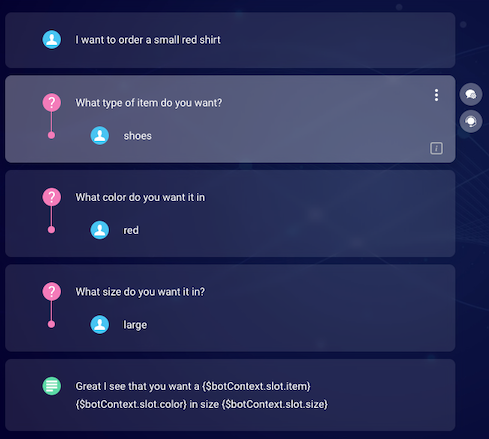 I want to order a small red shirt
What type of item do you want?
shoes
What color do you want it in
red
What size do you want it in?
large
Great I see that you want a {$botContext.slot.item}
{$botContext.slot.color} in size {$botContext.slot.size}